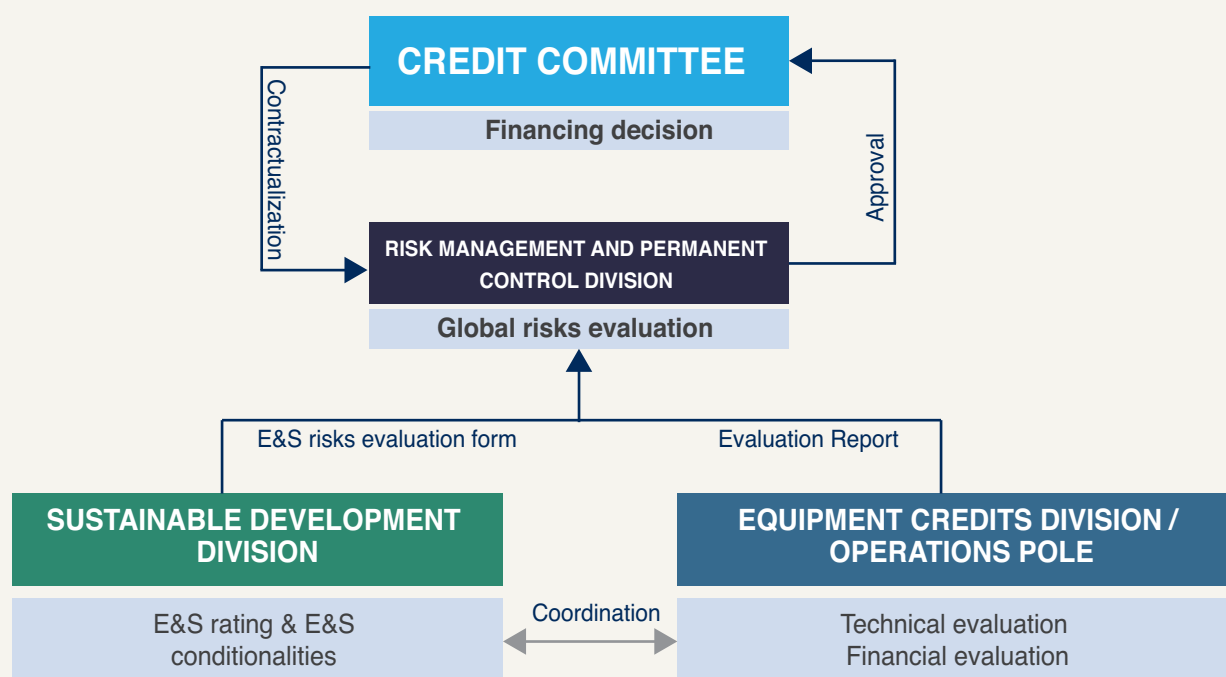 CREDIT COMMITTEE
Financing decision
Contractualization
Approval
RISK MANAGEMENT AND PERMANENT
CONTROL DIVISION
Global risks evaluation
E&S risks evaluation form
Evaluation Report
SUSTAINABLE DEVELOPMENT
DIVISION
EQUIPMENT CREDITS DIVISION /
OPERATIONS POLE
E&S rating & E&S
conditionalities
Coordination
Technical evaluation
Financial evaluation